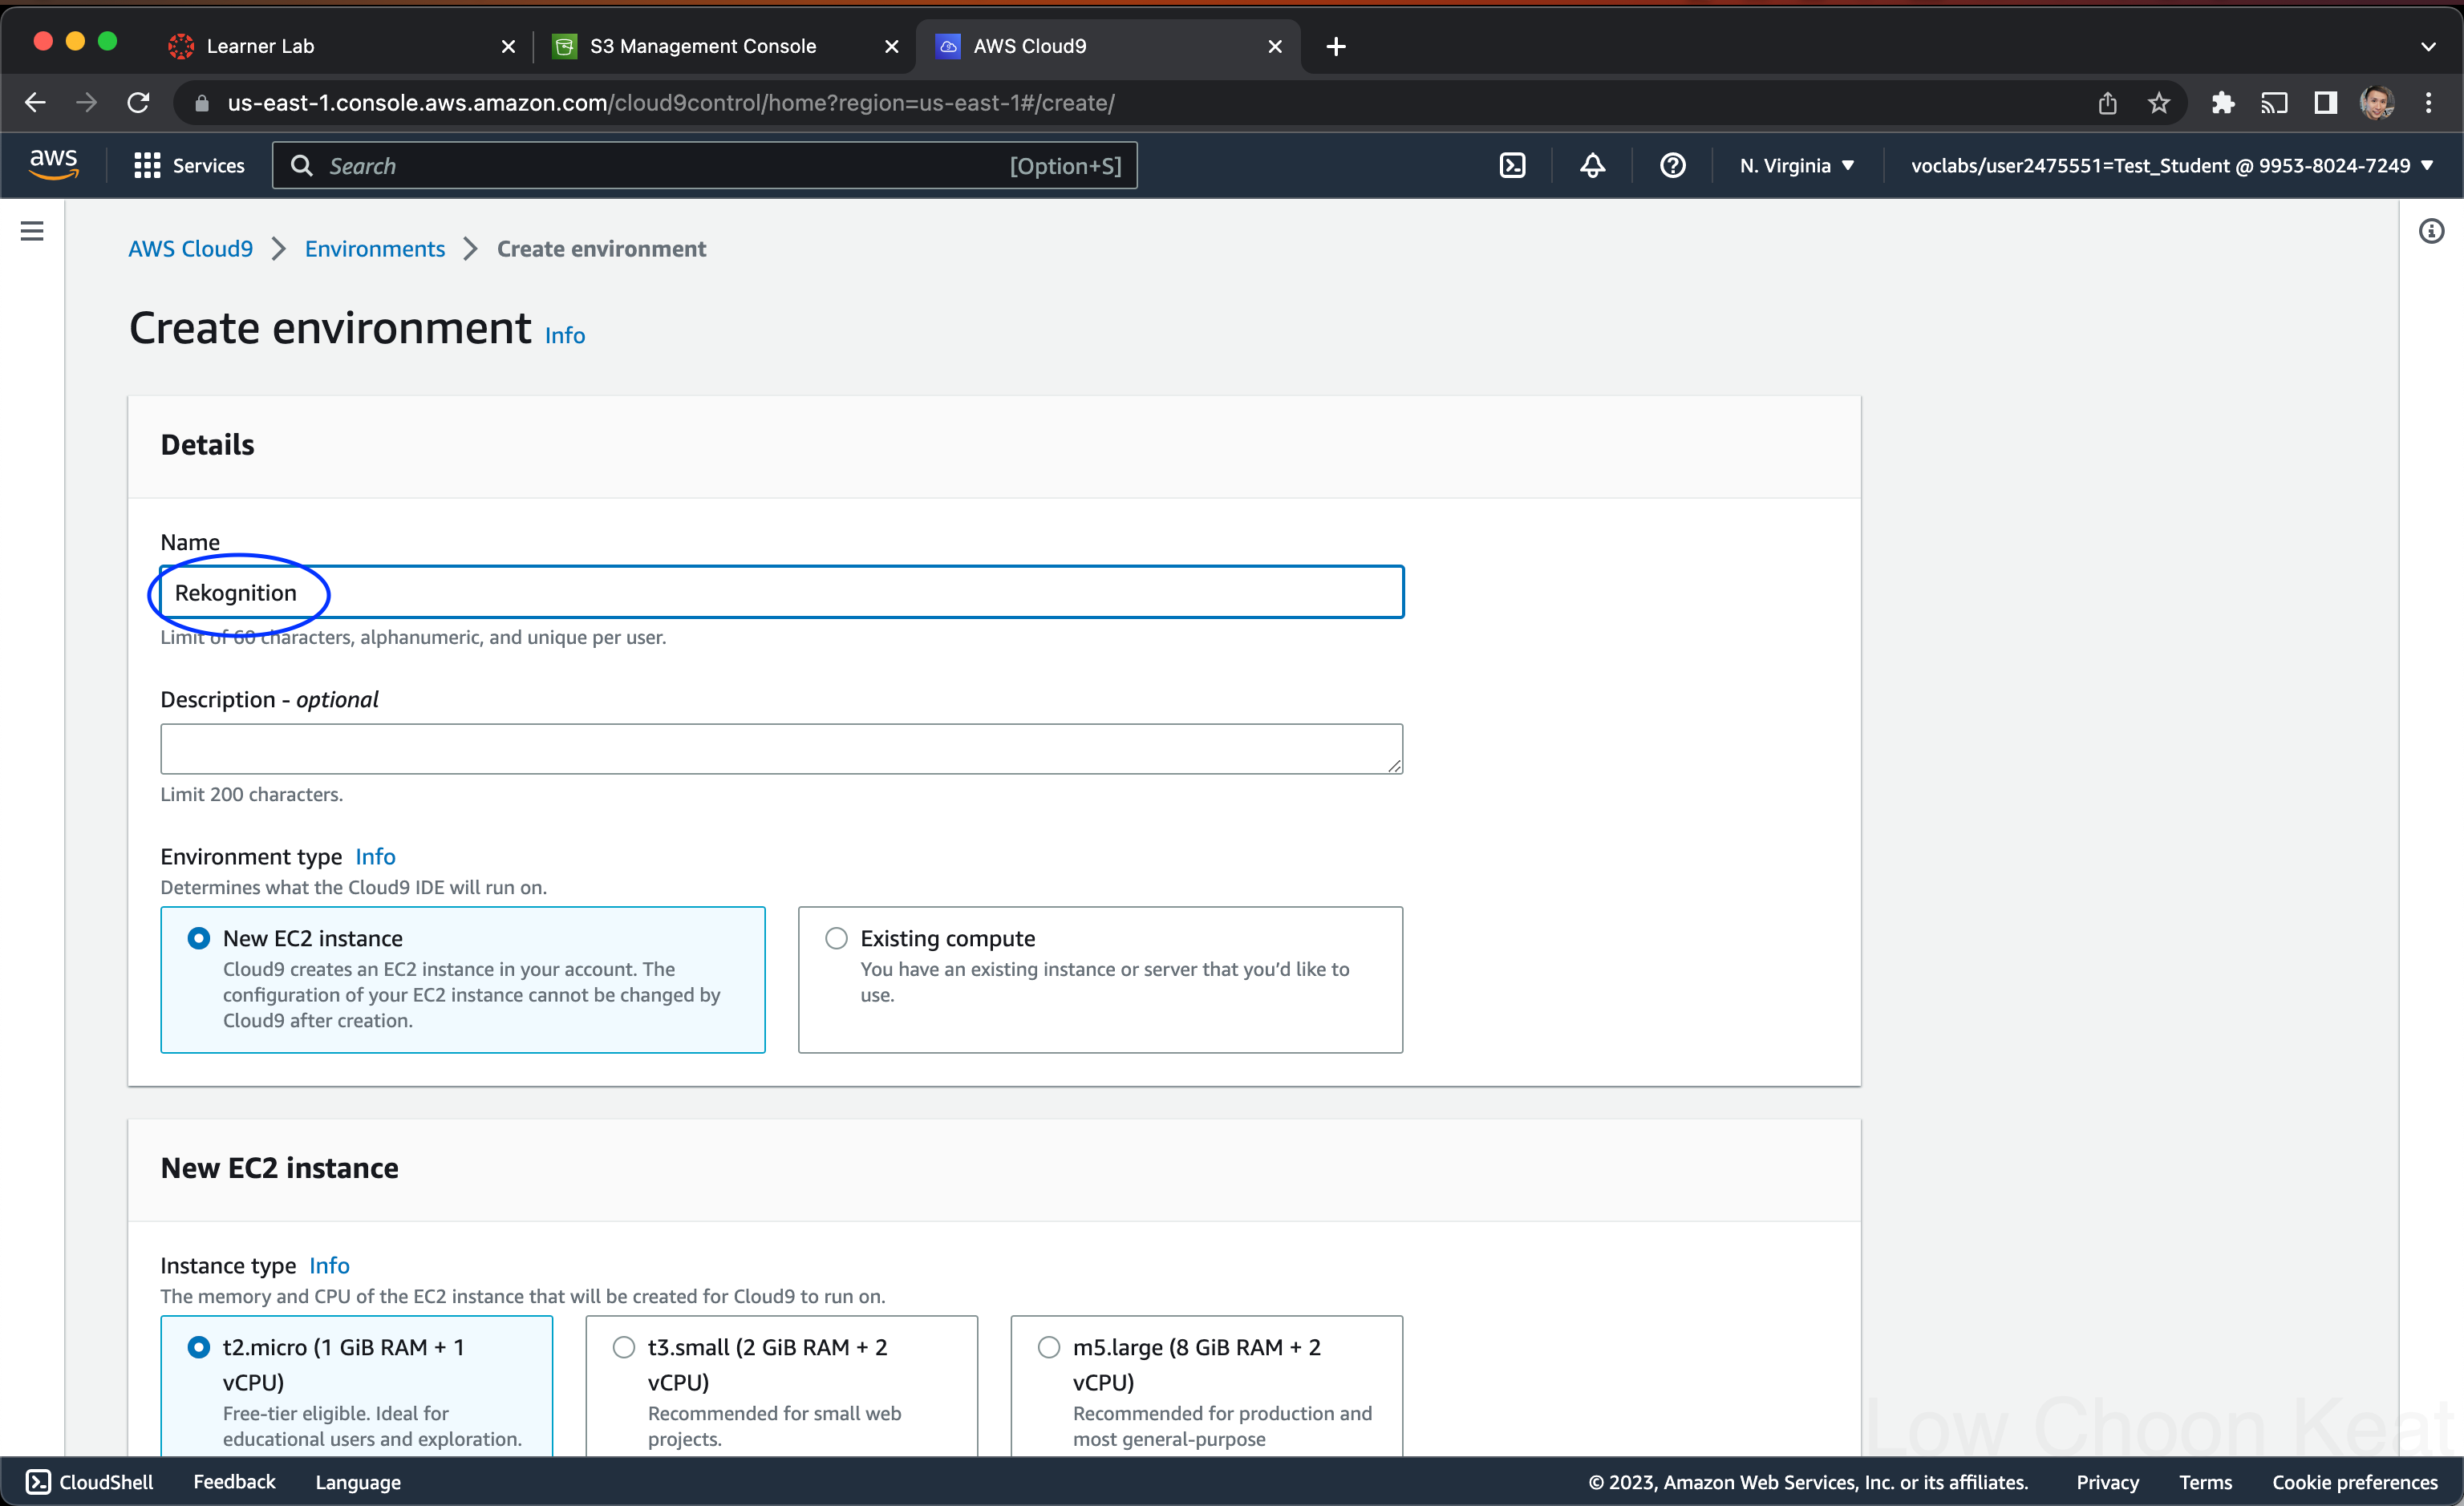 Learner Lab
S3 Management Console
AWS Cloud9
us-east-1.console.aws.amazon.com/cloud9control/home?region=us-east-1#/create/
aws
Services
Search
[Option+S]
N. Virginia
voclabs/user2475551=Test_Student @ 9953-8024-7249
AWS Cloud9 > Environments > Create environment
Create environment Info
Details
Name
Rekognition
Limit of 60 characters, alphanumeric, and unique per user.
Description - optional
Limit 200 characters.
Environment type Info
Determines what the Cloud9 IDE will run on.
New EC2 instance
Cloud9 creates an EC2 instance in your account. The
configuration of your EC2 instance cannot be changed by
Cloud9 after creation.
Existing compute
You have an existing instance or server that you’d like to
use.
New EC2 instance
Instance type Info
The memory and CPU of the EC2 instance that will be created for Cloud9 to run on.
t2.micro (1 GiB RAM + 1
vCPU)
Free-tier eligible. Ideal for
educational users and exploration.
t3.small (2 GiB RAM + 2
vCPU)
Recommended for small web
projects.
m5.large (8 GiB RAM + 2
vCPU)
Recommended for production and
most general-purpose
Low Choon Keat
CloudShell
Feedback
Language
© 2023, Amazon Web Services, Inc. or its affiliates.
Privacy
Terms
Cookie preferences